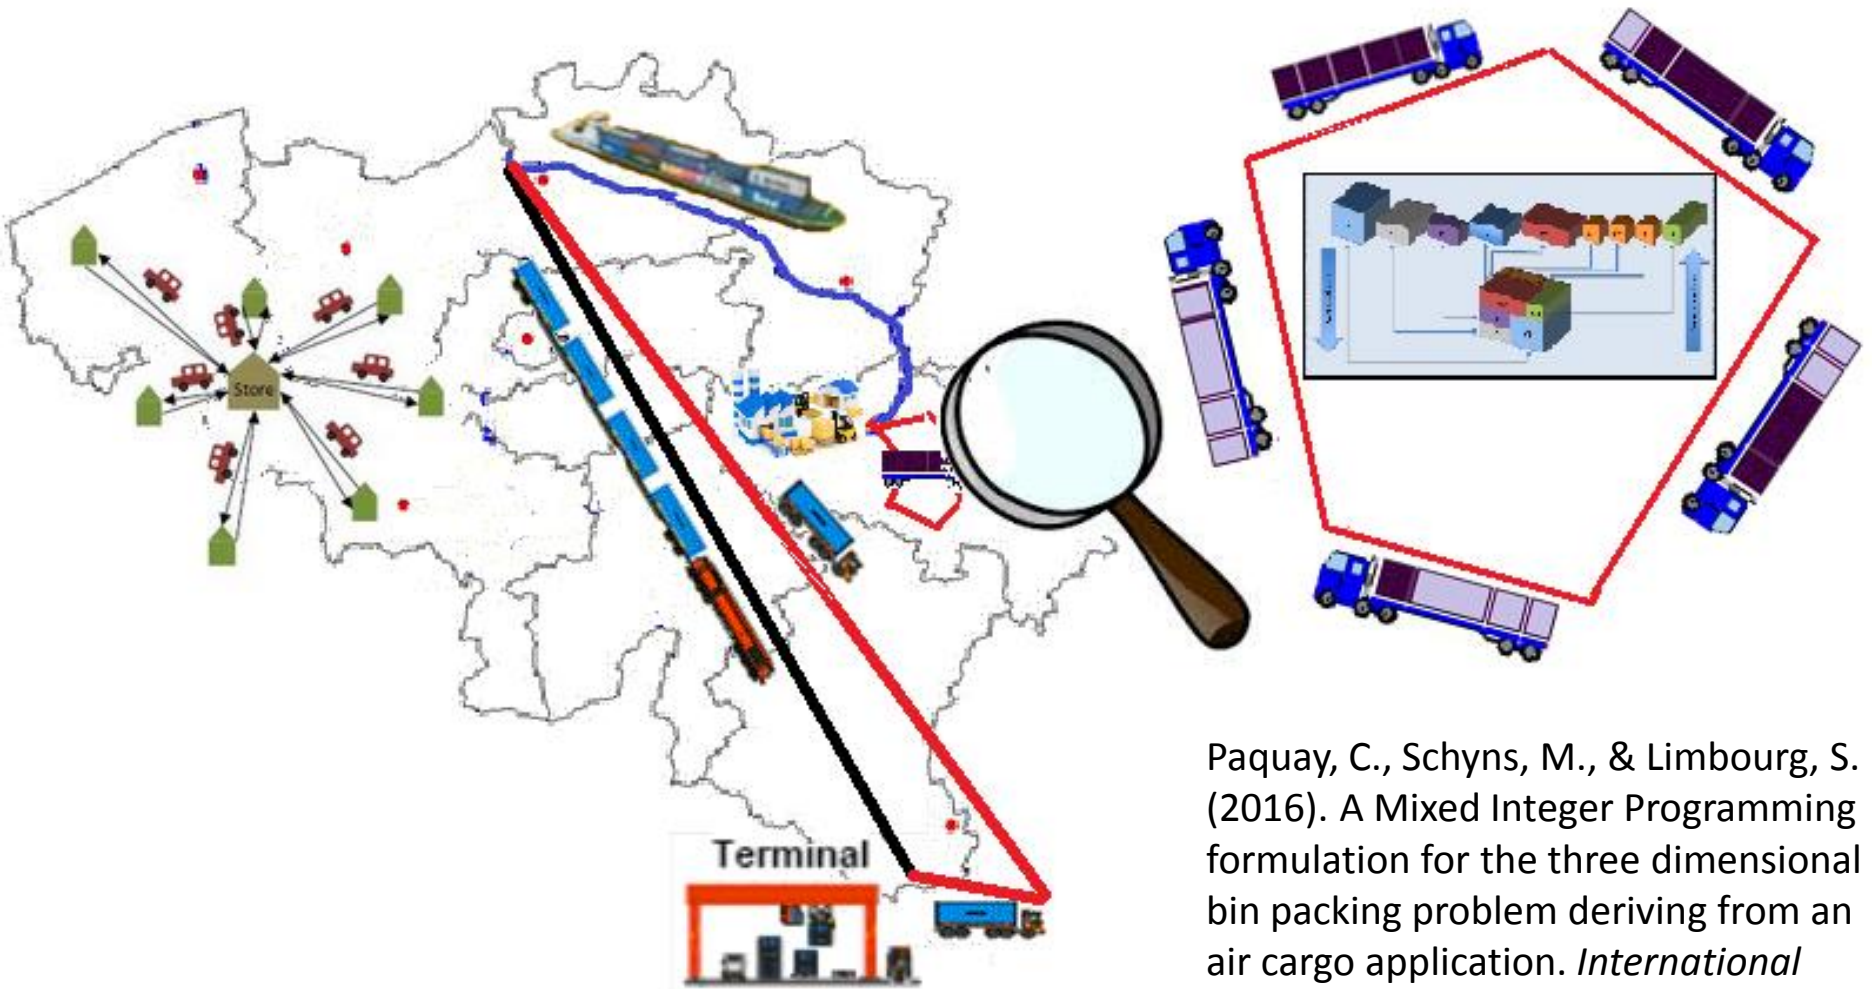 Store
Terminal
Paquay, C., Schyns, M., & Limbourg, S.
(2016). A Mixed Integer Programming
formulation for the three dimensional
bin packing problem deriving from an
air cargo application. International